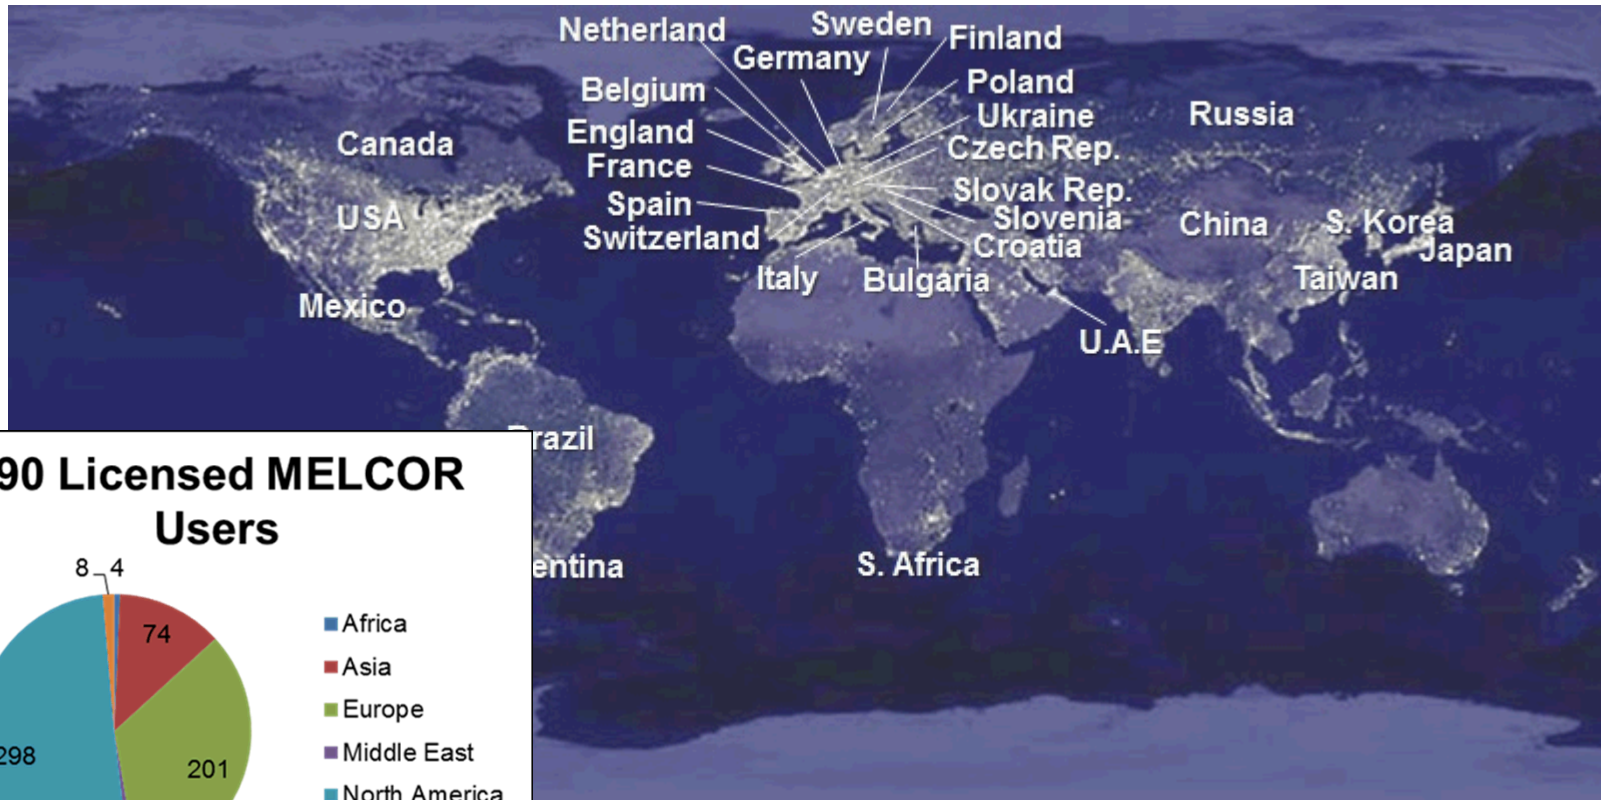 Sweden
Netherland
Finland
Germany
Poland
Belgium
Russia
Ukraine
England
Canada
Czech Rep.
France
Slovak Rep.
Spain
USA
Slovenia
China
S. Korea
Switzerland
Croatia
Japan
Italy
Bulgaria
Taiwan
Mexico
U.A.E
Brazil
entina
S. Africa
90 Licensed MELCOR
Users
8
4
74
298
201
Africa
Asia
Europe
Middle East
North America